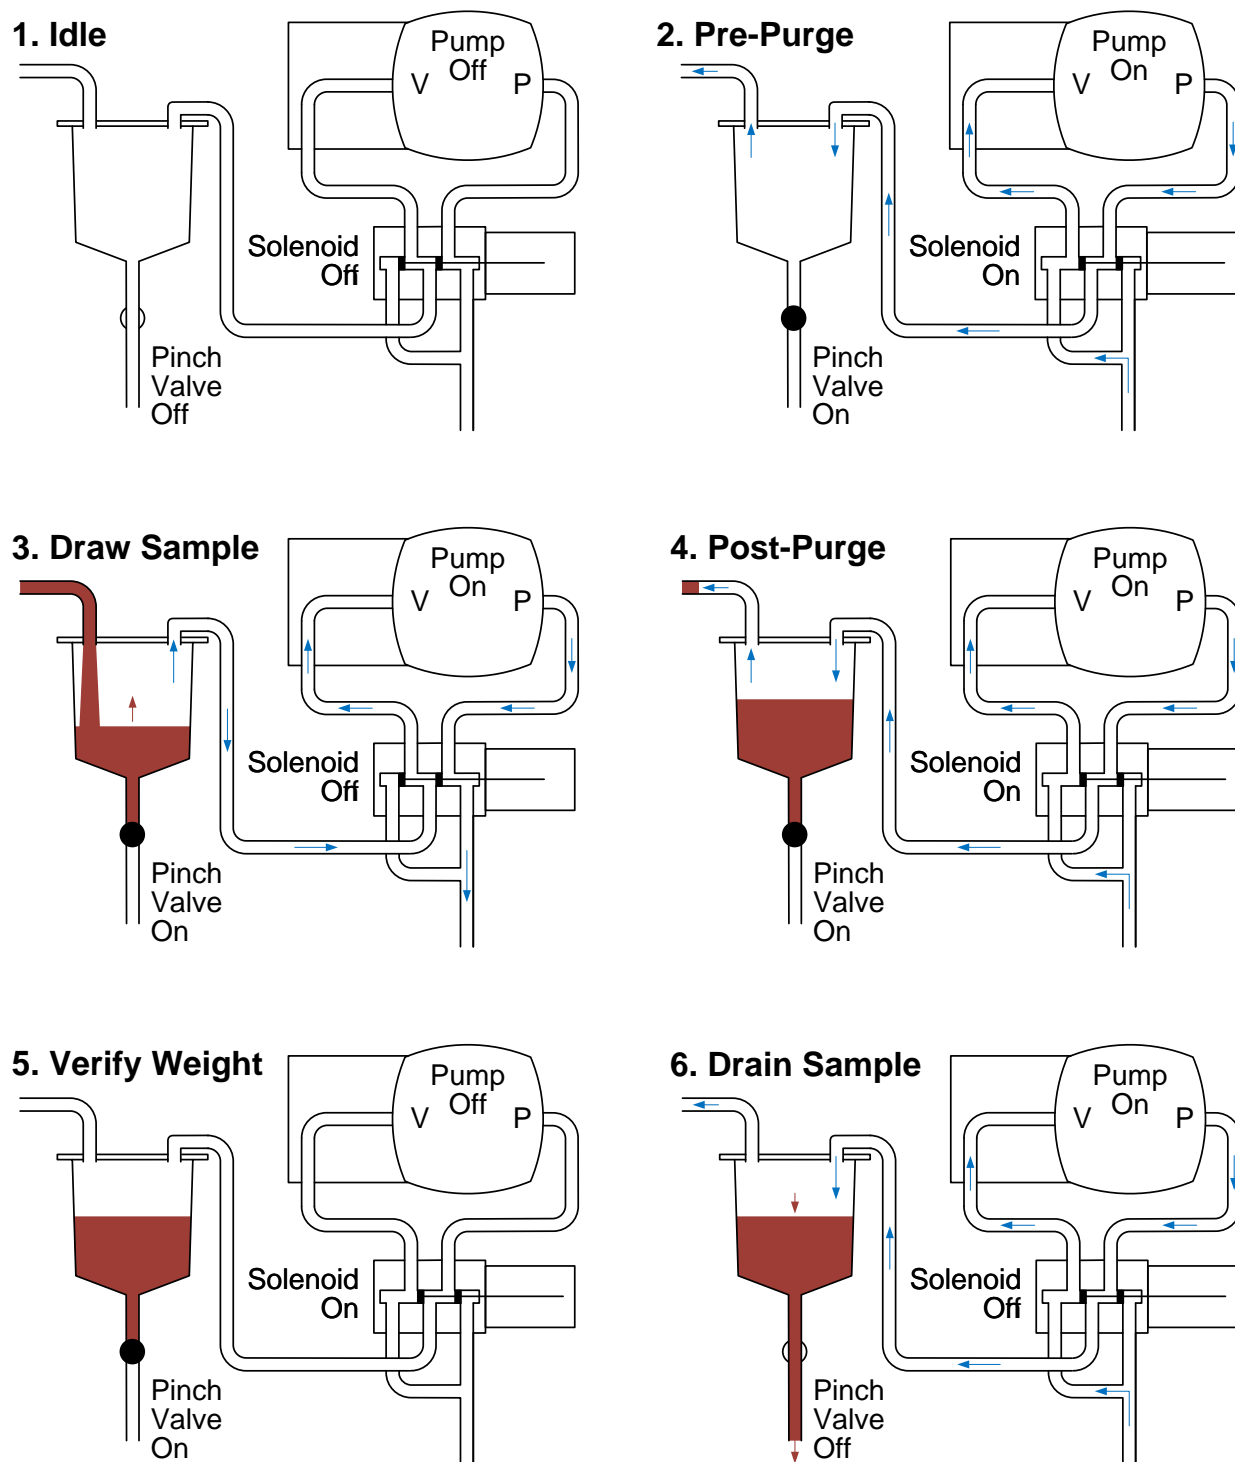 1. Idle
Pump
Off
V
P
Solenoid
Off
Pinch
Valve
Off
2. Pre-Purge
Pump
On
V
P
Solenoid
On
Pinch
Valve
On
3. Draw Sample
Pump
On
V
P
Solenoid
Off
Pinch
Valve
On
4. Post-Purge
Pump
On
V
P
Solenoid
On
Pinch
Valve
On
5. Verify Weight
Pump
Off
V
P
Solenoid
On
Pinch
Valve
On
6. Drain Sample
Pump
On
V
P
Solenoid
Off
Pinch
Valve
Off